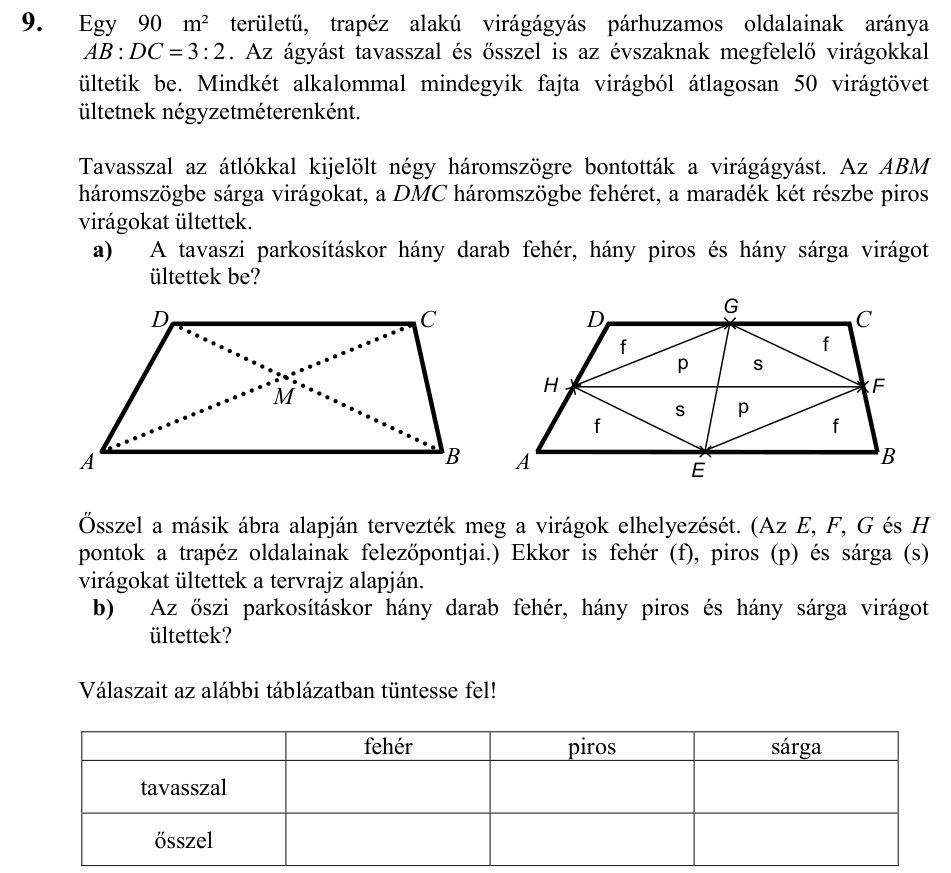 9. Egy 90 m² területű, trapéz alakú virágágyás párhuzamos oldalainak aránya
AB : DC = 3 : 2. Az ágyást tavasszal és ősszel is az évszaknak megfelelő virágokkal
ültetik be. Mindkét alkalommal mindegyik fajta virágból átlagosan 50 virágtövet
ültetnek négyzetméterenként.
Tavasszal az átlókkal kijelölt négy háromszögre bontották a virágágyást. Az ABM
háromszögbe sárga virágokat, a DMC háromszögbe fehéret, a maradék két részbe piros
virágokat ültettek.
a) A tavaszi parkosításkor hány darab fehér, hány piros és hány sárga virágot
ültettek be?
D
C
M
A
B
G
D
C
f
f
p
s
H
F
s
p
f
f
A
E
B
Ősszel a másik ábra alapján tervezték meg a virágok elhelyezését. (Az E, F, G és H
pontok a trapéz oldalainak felezőpontjai.) Ekkor is fehér (f), piros (p) és sárga (s)
virágokat ültettek a tervrajz alapján.
b) Az őszi parkosításkor hány darab fehér, hány piros és hány sárga virágot
ültettek?
Válaszait az alábbi táblázatban tüntesse fel!
fehér piros sárga
tavasszal
ősszel